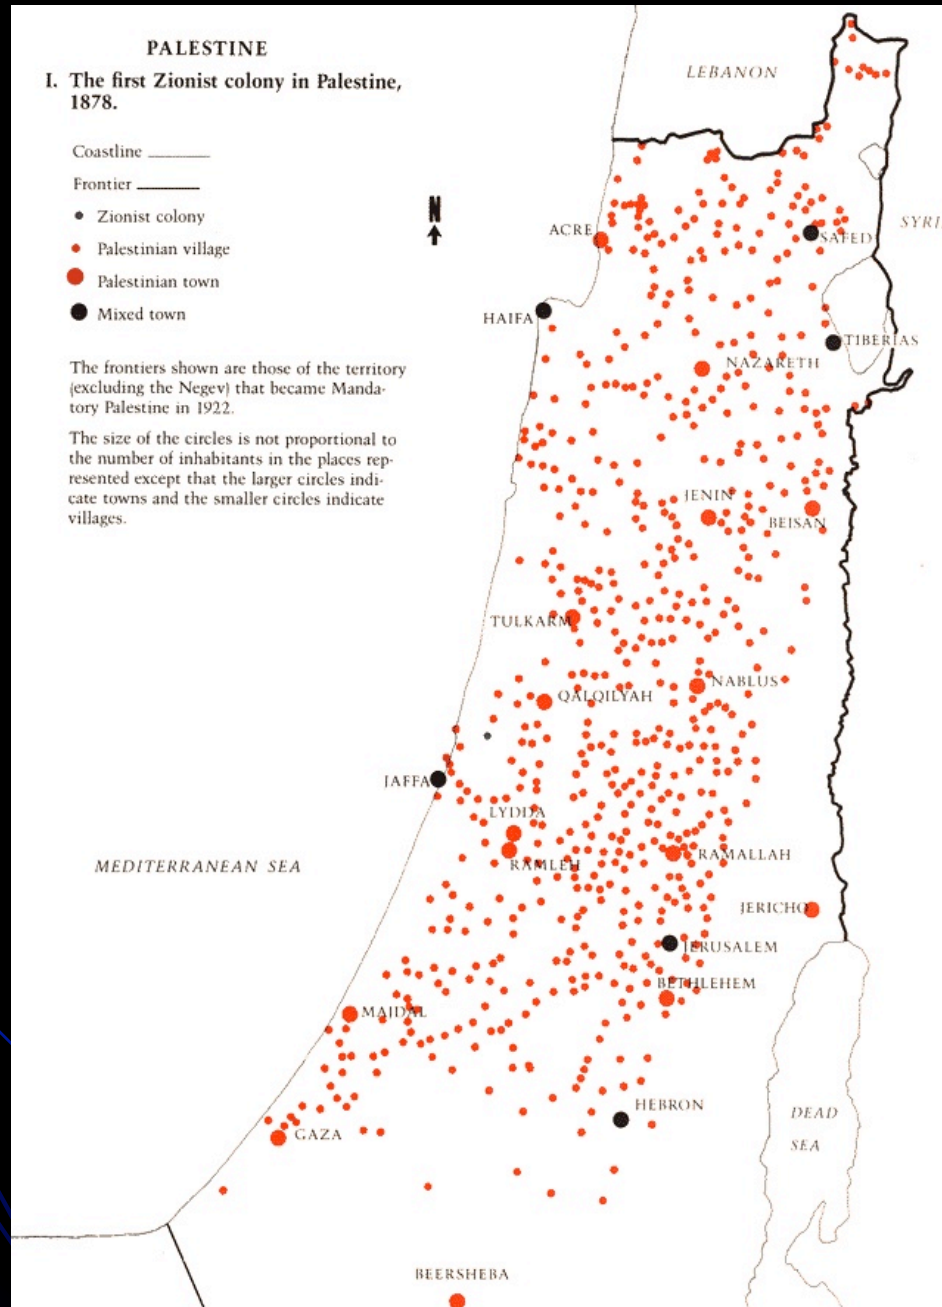 PALESTINE
I. The first Zionist colony in Palestine,
1878.
Coastline
Frontier
Zionist colony
Palestinian village
Palestinian town
Mixed town
The frontiers shown are those of the territory
(excluding the Negev) that became Manda-
tory Palestine in 1922.
The size of the circles is not proportional to
the number of inhabitants in the places rep-
resented except that the larger circles indi-
cate towns and the smaller circles indicate
villages.
N
LEBANON
SYRI
ACRE
SAFED
HAIFA
TIBERIAS
NAZARETH
JENIN
BEISAN
TULKARM
NABLUS
QALQILYAH
JAFFA
LYDDA
RAMLEH
RAMALLAH
MEDITERRANEAN SEA
JERICHO
JERUSALEM
BETHLEHEM
MAJDAL
HEBRON
DEAD
SEA
GAZA
BEERSHEBA